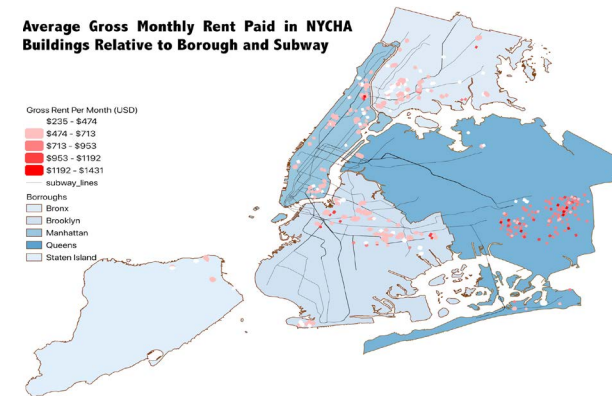 Average Gross Monthly Rent Paid in NYCHA
Buildings Relative to Borough and Subway
Gross Rent Per Month (USD)
$235 - $474
$474 - $713
$713 - $953
$953 - $1192
$1192 - $1431
subway_lines
Borroughs
Bronx
Brooklyn
Manhattan
Queens
Staten Island